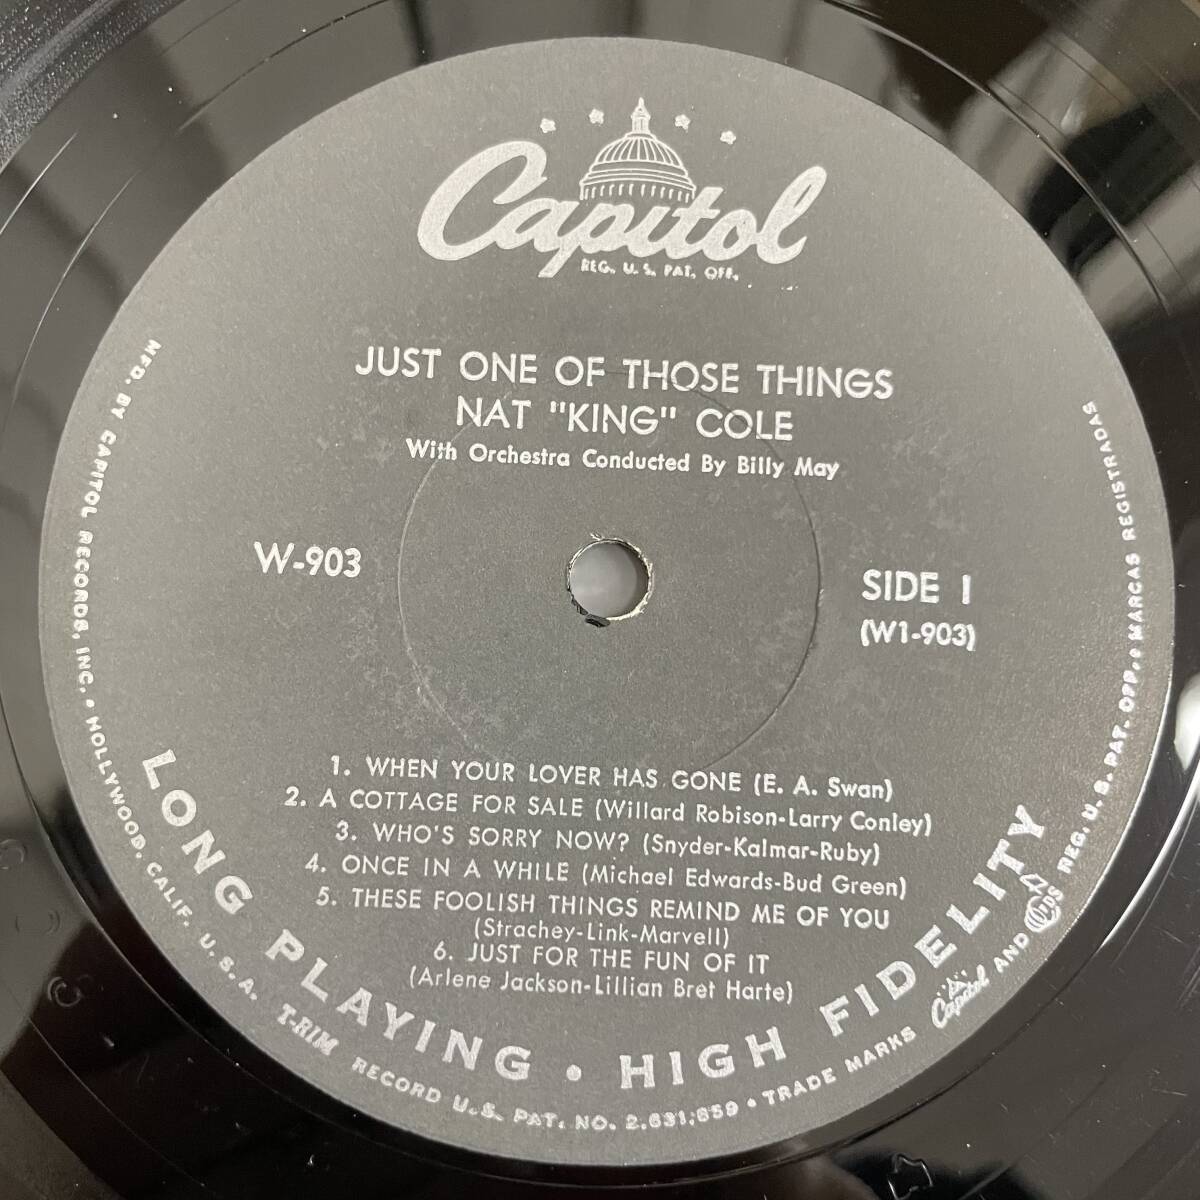 Capitol
REG. U. S. PAT. OFF.
JUST ONE OF THOSE THINGS
NAT "KING" COLE
With Orchestra Conducted By Billy May
W-903
SIDE 1
(W1-903)
1. WHEN YOUR LOVER HAS GONE (E. A. Swan)
2. A COTTAGE FOR SALE (Willard Robison-Larry Conley)
3. WHO'S SORRY NOW? (Snyder-Kalmar-Ruby)
4. ONCE IN A WHILE (Michael Edwards-Bud Green)
5. THESE FOOLISH THINGS REMIND ME OF YOU
(Strachey-Link-Marvell)
6. JUST FOR THE FUN OF IT
(Arlene Jackson-Lillian Bret Harte)
LONG PLAYING • HIGH FIDELITY
MFD. BY CAPITOL RECORDS, INC. • HOLLYWOOD, CALIF. U. S. A. T-RIM RECORD U.S. PAT. NO. 2,631,859 • TRADE MARKS Capitol AND REG. U. S. PAT. OFF. • MARCAS REGISTRADAS